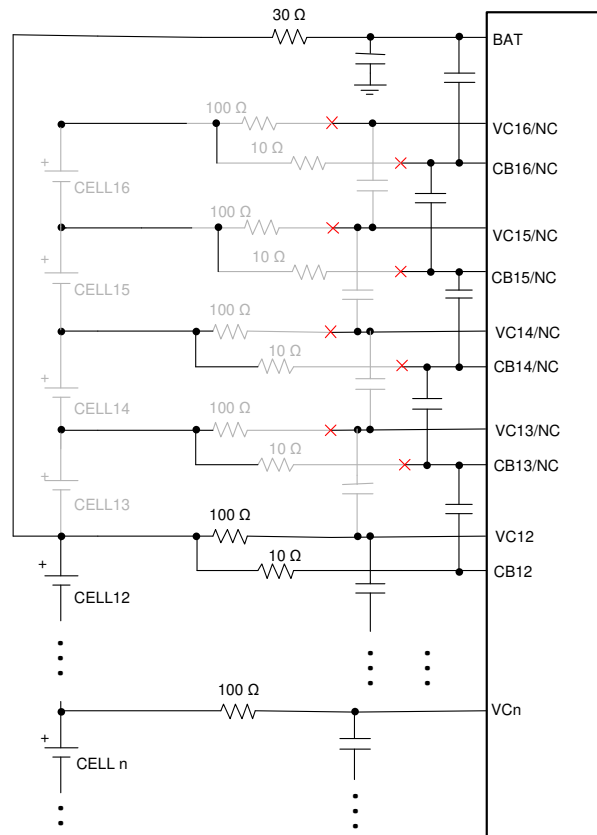 30 Ω
BAT
100 Ω
VC16/NC
10 Ω
CB16/NC
+
CELL16
100 Ω
VC15/NC
10 Ω
CB15/NC
+
CELL15
100 Ω
VC14/NC
10 Ω
CB14/NC
+
CELL14
100 Ω
VC13/NC
10 Ω
CB13/NC
+
CELL13
100 Ω
VC12
10 Ω
CB12
+
CELL12
100 Ω
VCn
+
CELL n